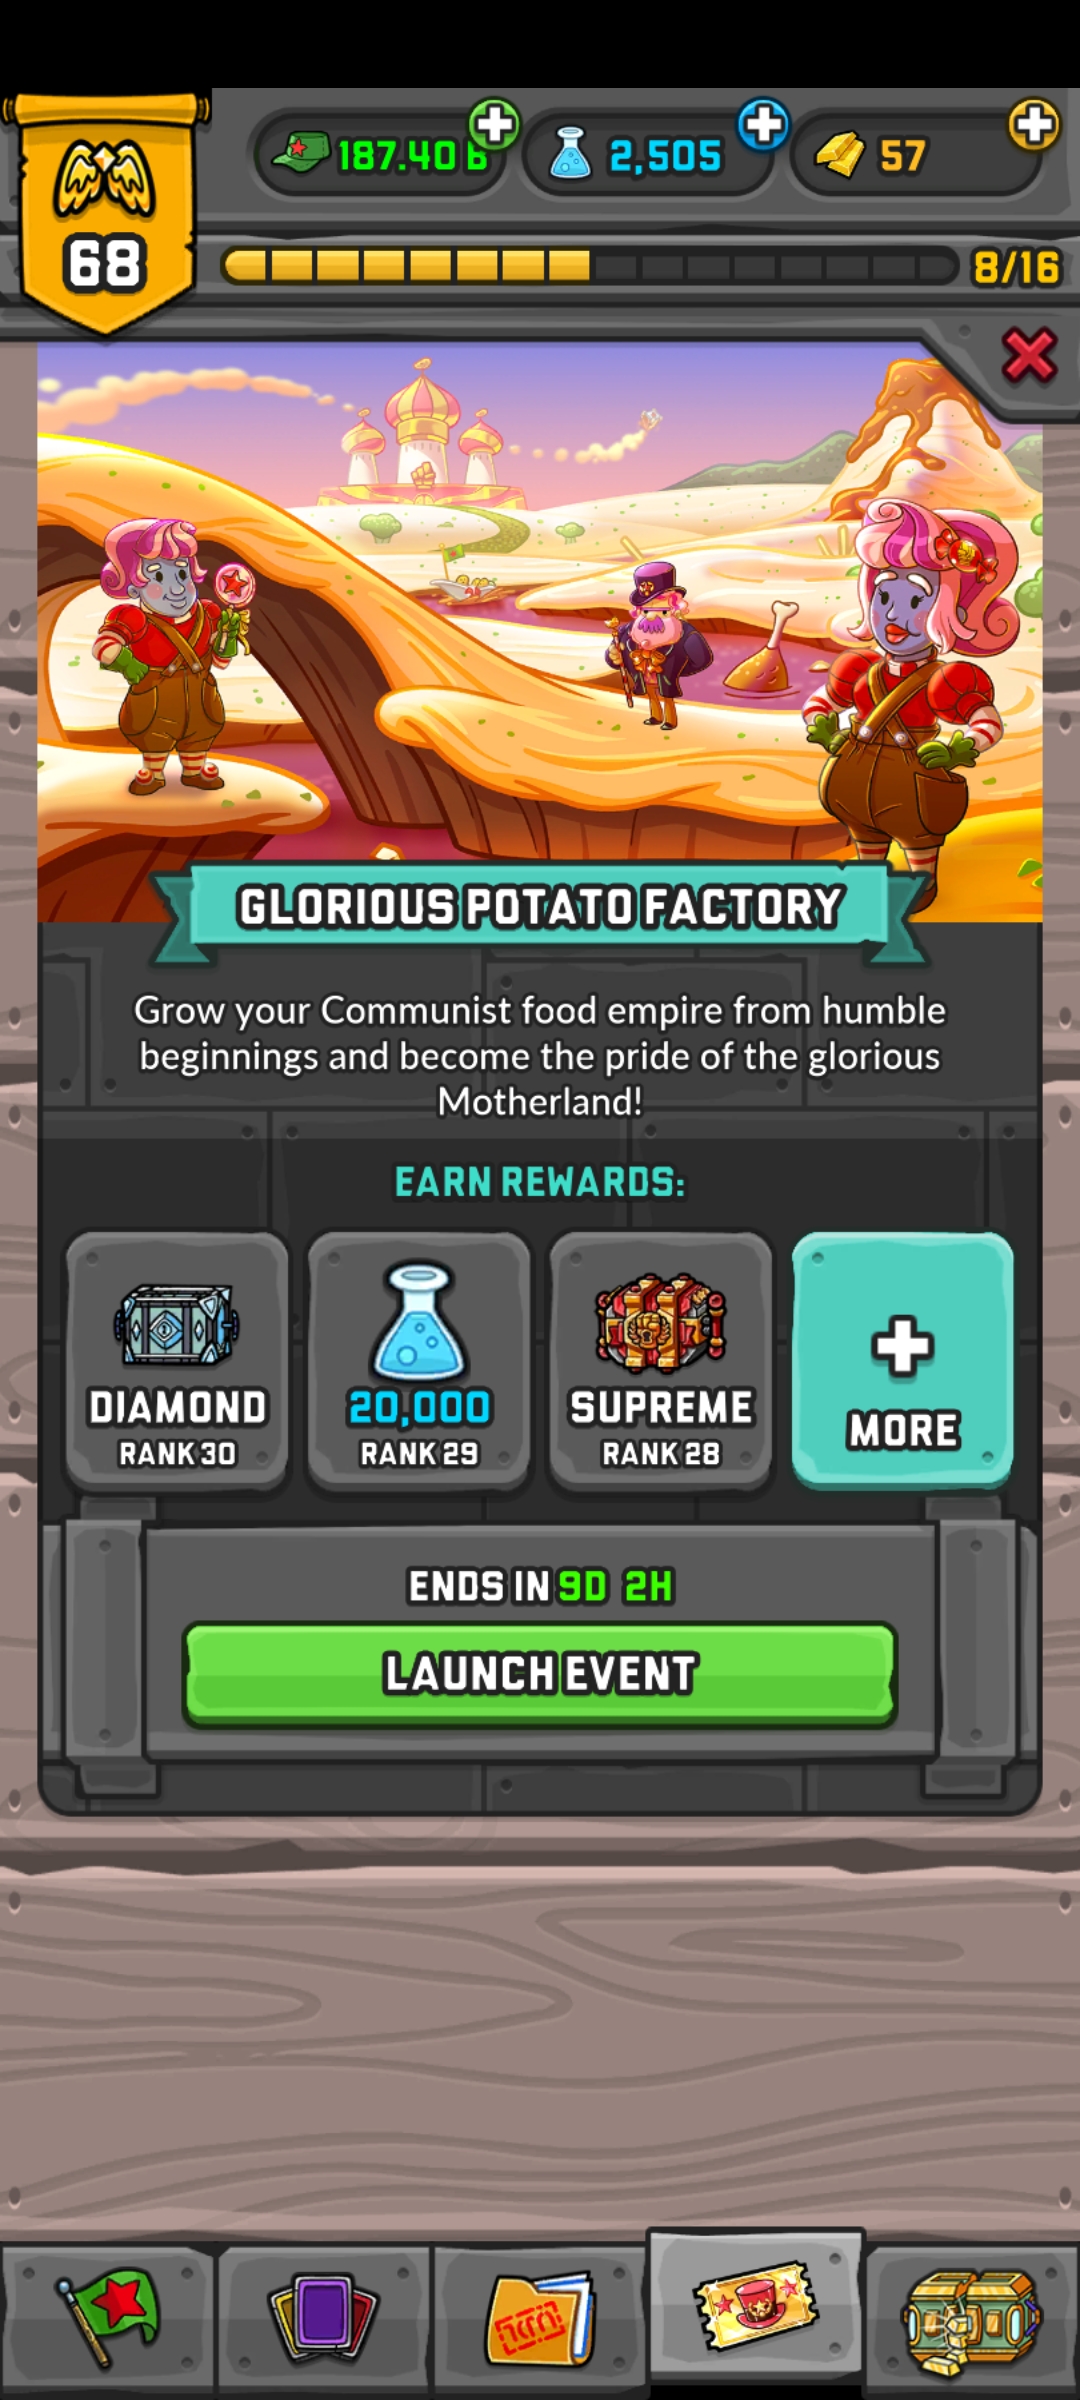 187.40 B
2,505
57
68
8/16
GLORIOUS POTATO FACTORY
Grow your Communist food empire from humble
beginnings and become the pride of the glorious
Motherland!
EARN REWARDS:
DIAMOND
RANK 30
20,000
RANK 29
SUPREME
RANK 28
MORE
ENDS IN 9D 2H
LAUNCH EVENT